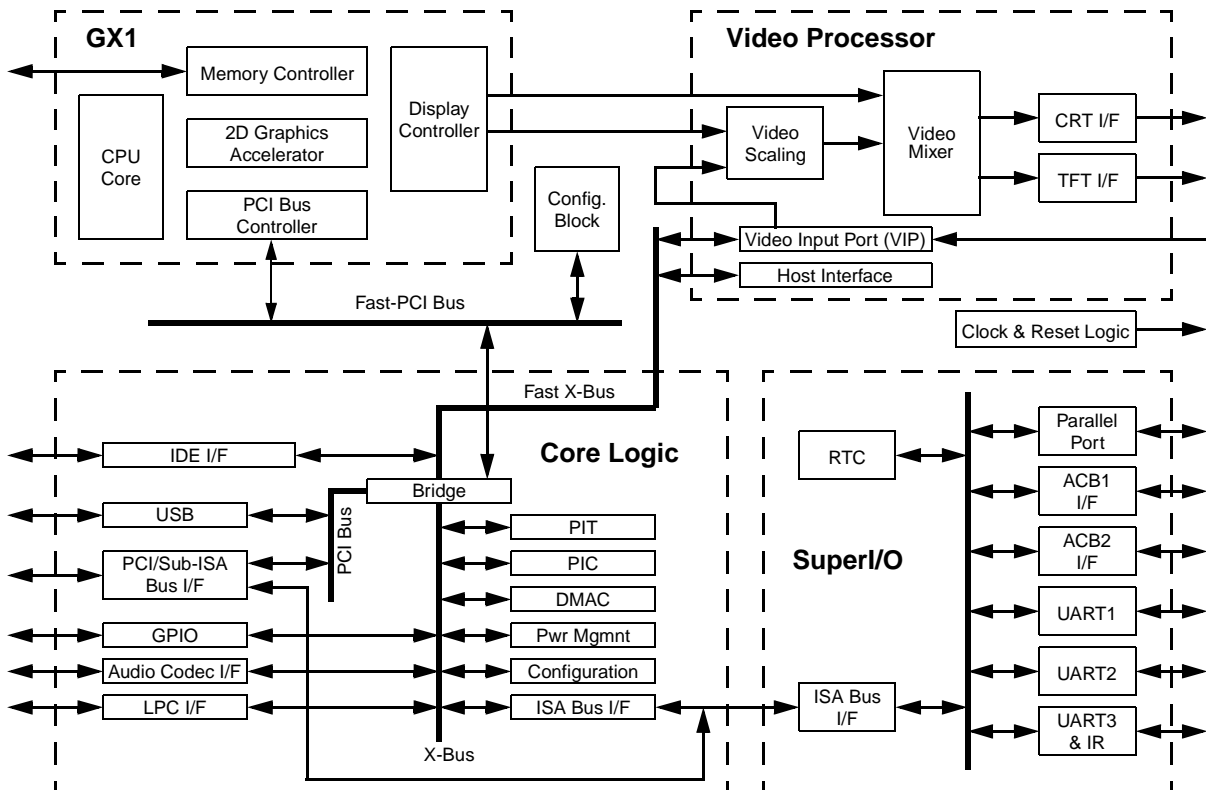 GX1
Memory Controller
CPU
Core
2D Graphics
Accelerator
PCI Bus
Controller
Display
Controller
Config.
Block
Fast-PCI Bus
Video Processor
Video
Scaling
Video
Mixer
CRT I/F
TFT I/F
Video Input Port (VIP)
Host Interface
Clock & Reset Logic
Fast X-Bus
Core Logic
IDE I/F
Bridge
USB
PCI Bus
PCI/Sub-ISA
Bus I/F
GPIO
Audio Codec I/F
LPC I/F
PIT
PIC
DMAC
Pwr Mgmnt
Configuration
ISA Bus I/F
X-Bus
SuperI/O
RTC
ISA Bus
I/F
Parallel
Port
ACB1
I/F
ACB2
I/F
UART1
UART2
UART3
& IR